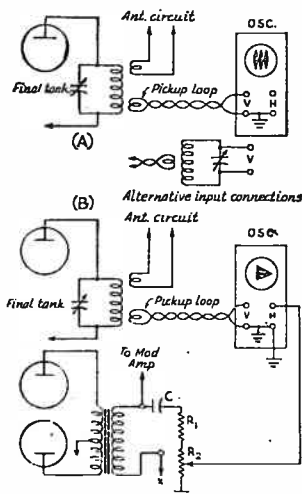 Ant. circuit
OSC.
Final tank
Pickup loop
V
H
(A)
V
Alternative input connections
(B)
Ant. circuit
OSC.
Final tank
Pickup loop
V
H
To Mod
Amp
C
R1
x
R2